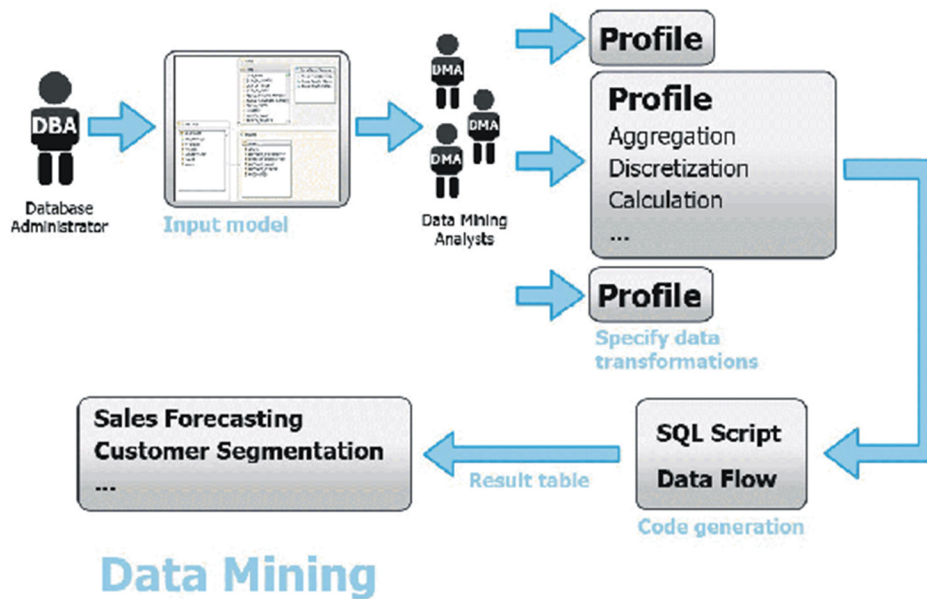 DBA
Database
Administrator
Input model
DMA
DMA
DMA
Data Mining
Analysts
Profile
Profile
Aggregation
Discretization
Calculation
...
Profile
Specify data
transformations
SQL Script
Data Flow
Code generation
Result table
Sales Forecasting
Customer Segmentation
...
Data Mining